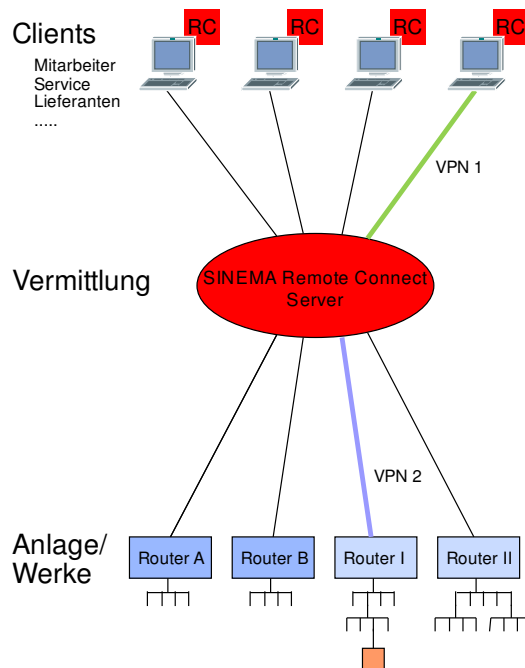 Clients
RC
RC
RC
RC
Mitarbeiter
Service
Lieferanten
.....
VPN 1
Vermittlung
SINEMA Remote Connect
Server
VPN 2
Anlage/
Werke
Router A
Router B
Router I
Router II